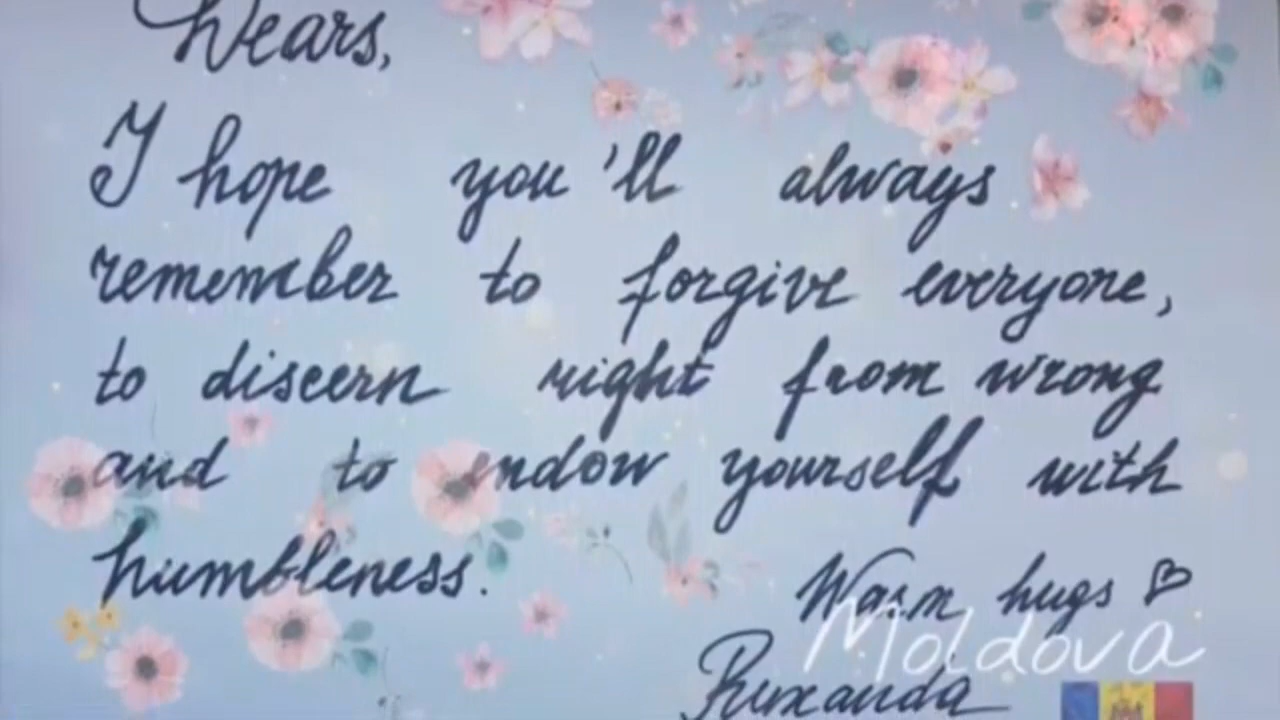 Dears,
I hope you'll always
remember to forgive everyone,
to discern right from wrong
and to endow yourself with
humbleness.
Warm hugs
Moldova
Ruxanda